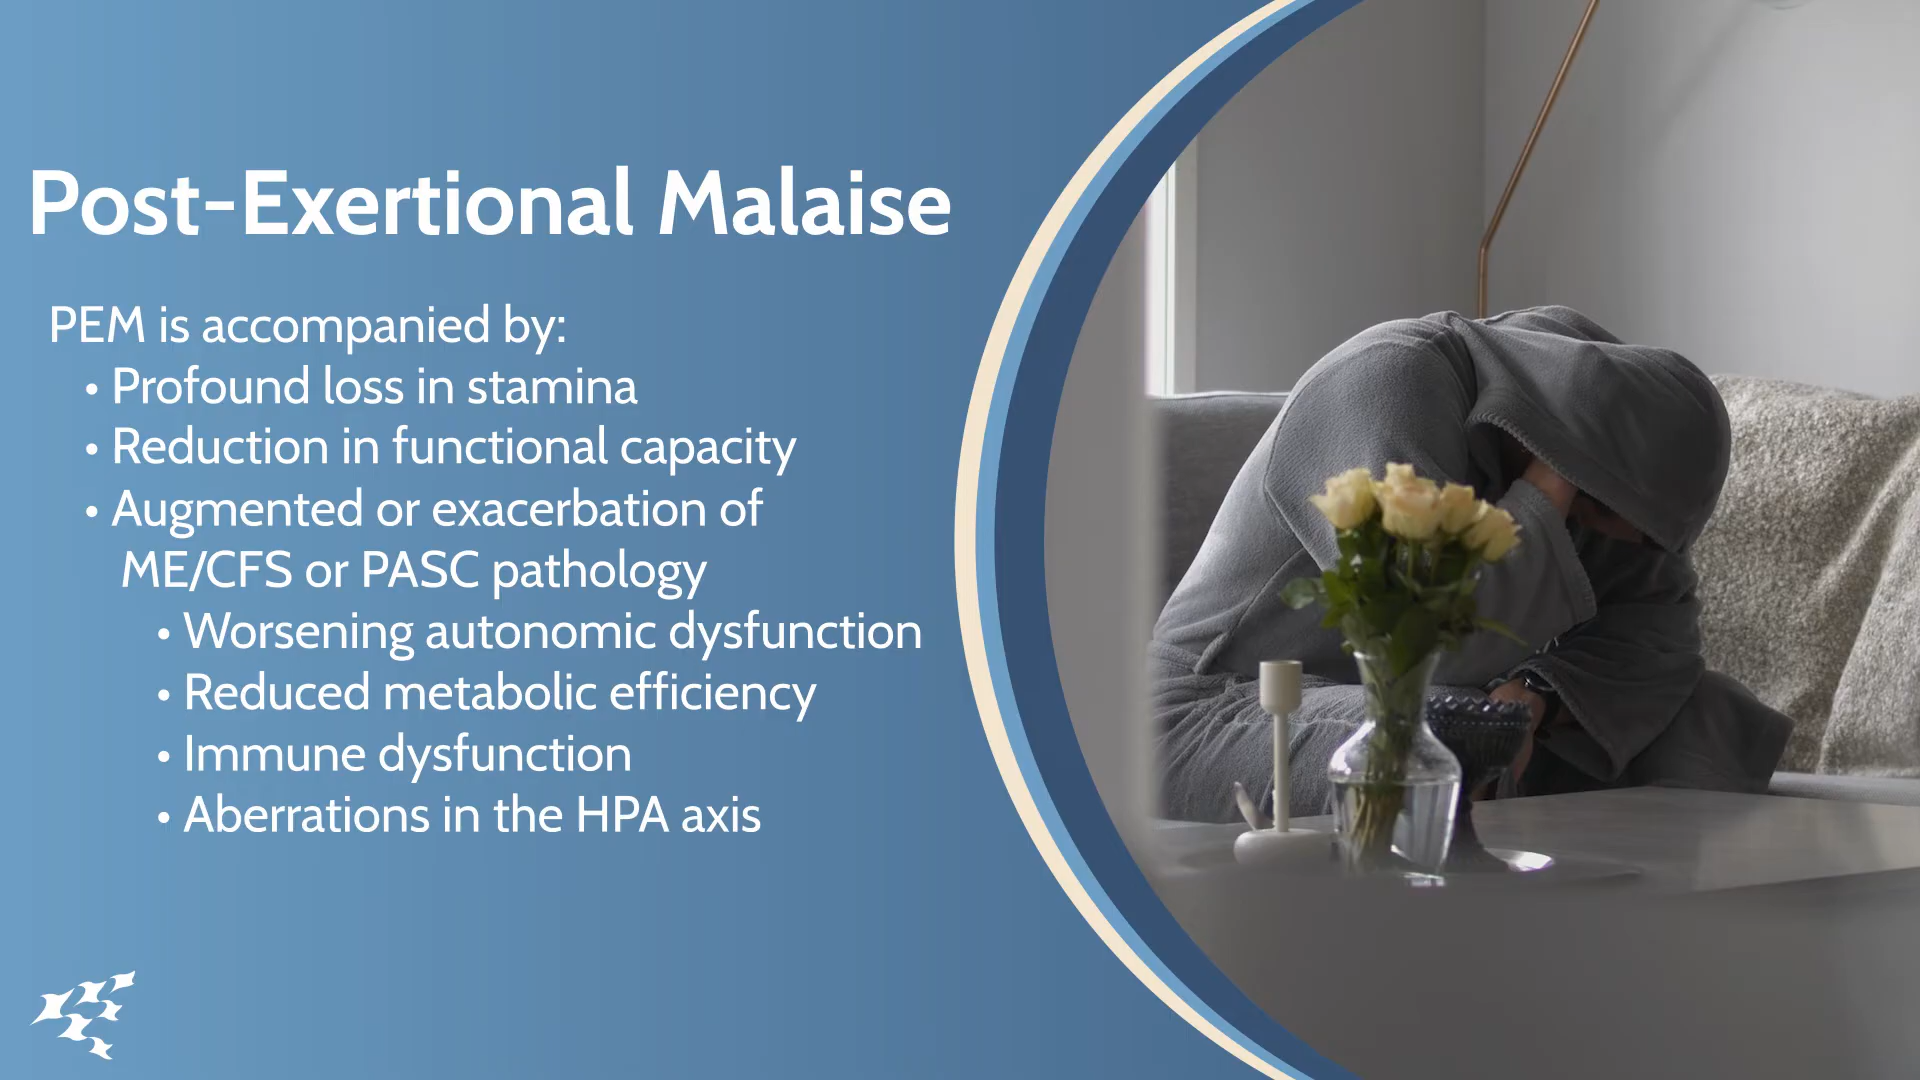 Post-Exertional Malaise
PEM is accompanied by:
• Profound loss in stamina
• Reduction in functional capacity
• Augmented or exacerbation of
ME/CFS or PASC pathology
• Worsening autonomic dysfunction
• Reduced metabolic efficiency
• Immune dysfunction
• Aberrations in the HPA axis